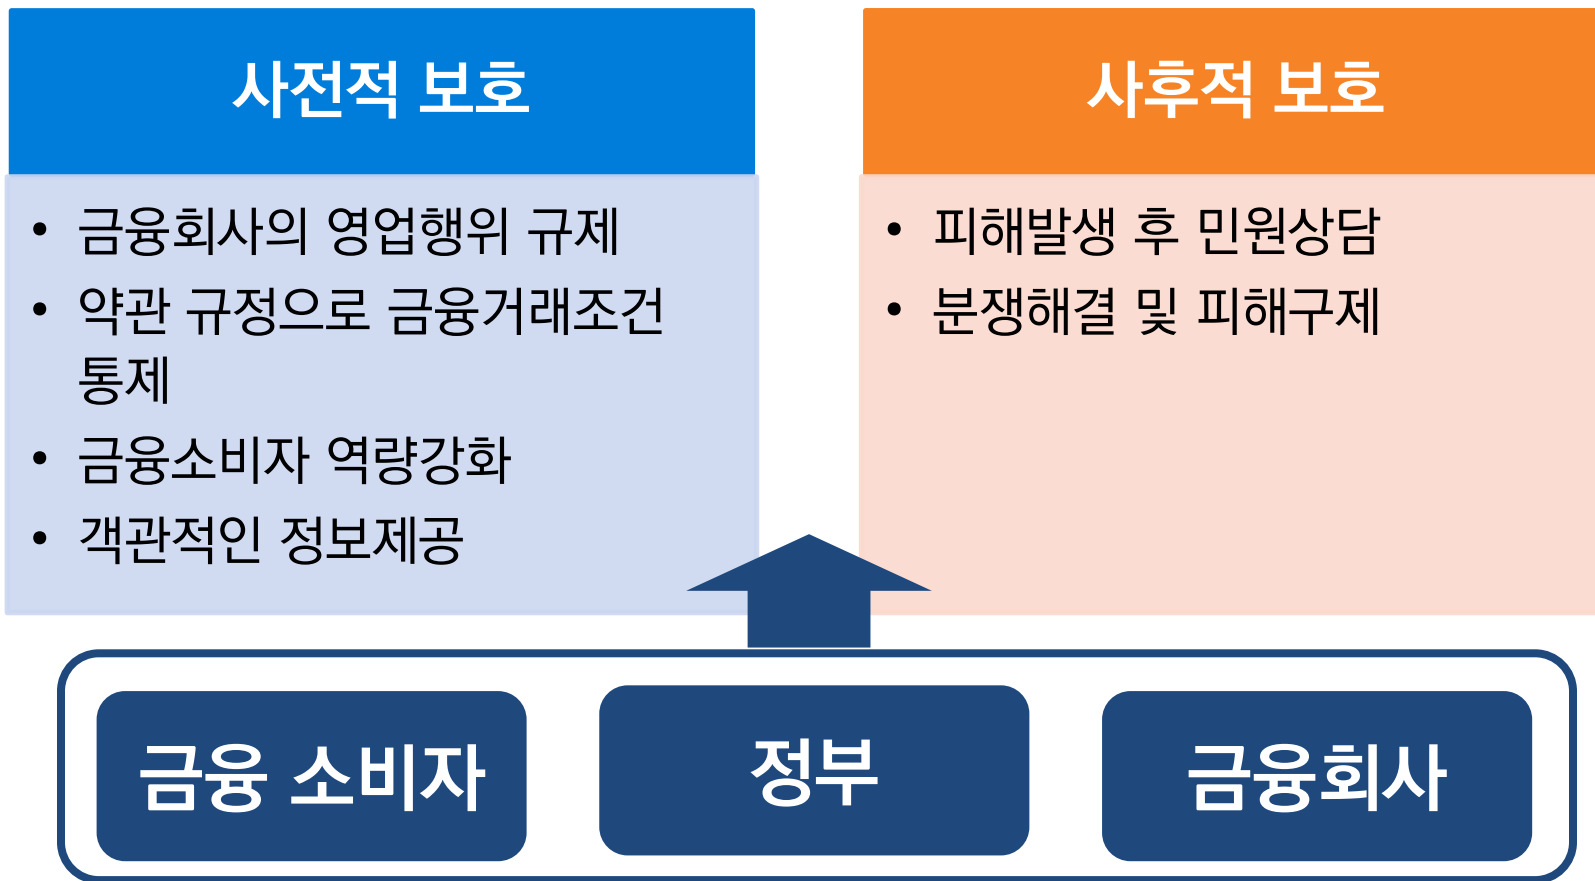 사전적 보호
• 금융회사의 영업행위 규제
• 약관 규정으로 금융거래조건
통제
• 금융소비자 역량강화
• 객관적인 정보제공
사후적 보호
• 피해발생 후 민원상담
• 분쟁해결 및 피해구제
금융 소비자
정부
금융회사